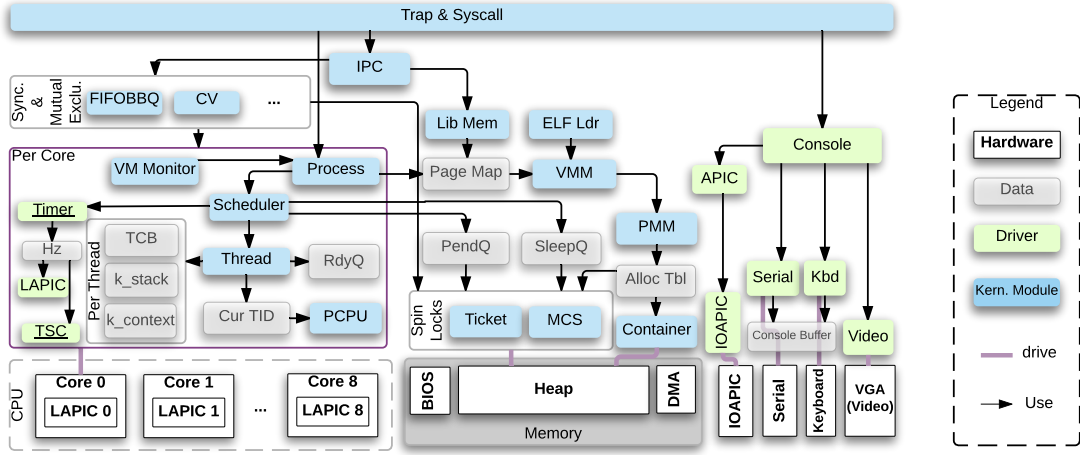 Trap & Syscall
IPC
Sync.
&
Mutual
Exclu.
FIFOBBQ
CV
...
Lib Mem
ELF Ldr
Console
Per Core
VM Monitor
Process
Page Map
VMM
APIC
Timer
Scheduler
PMM
Hz
LAPIC
TSC
Per Thread
TCB
k_stack
k_context
Thread
RdyQ
Cur TID
PCPU
PendQ
SleepQ
Alloc Tbl
Spin
Locks
Ticket
MCS
Container
IOAPIC
Serial
Kbd
Console Buffer
Video
CPU
Core 0
LAPIC 0
Core 1
LAPIC 1
...
Core 8
LAPIC 8
BIOS
Heap
DMA
Memory
IOAPIC
Serial
Keyboard
VGA
(Video)
Legend
Hardware
Data
Driver
Kern. Module
drive
Use